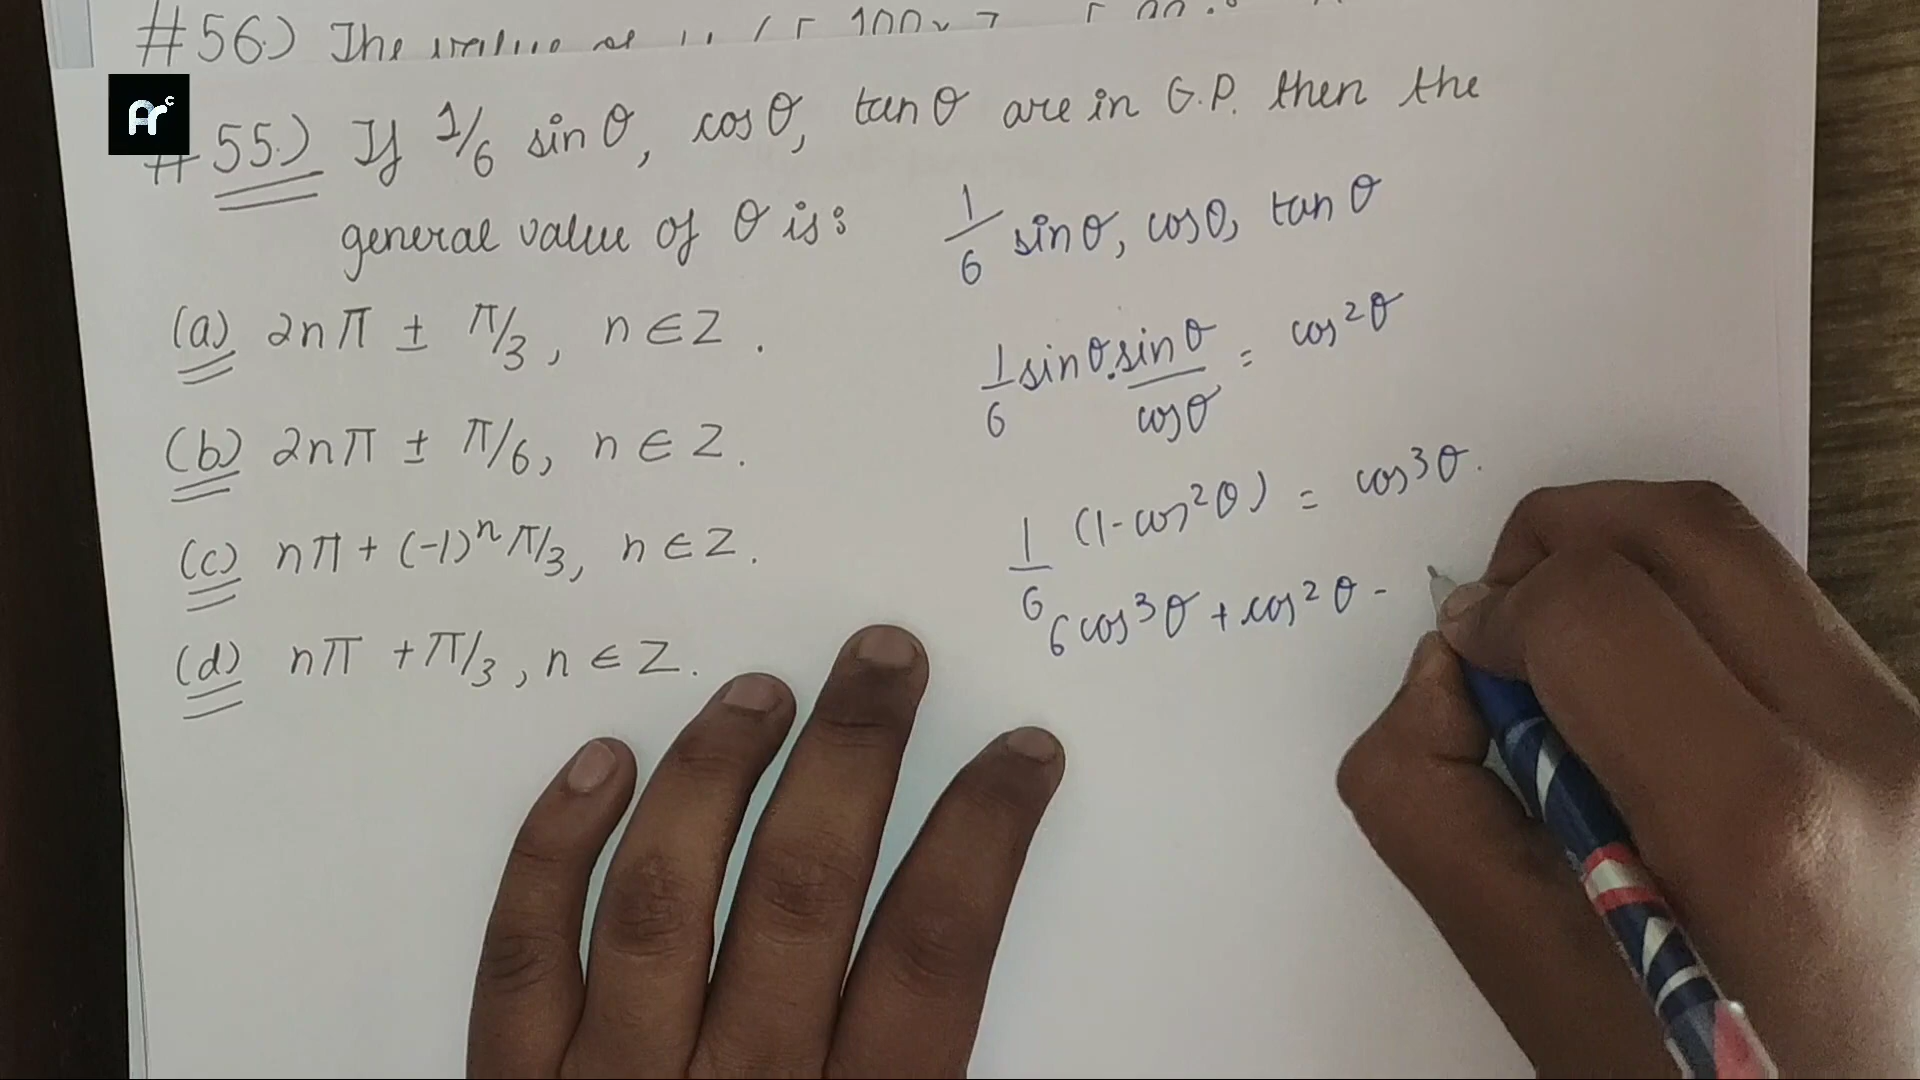 #56.) The value of
Arc
#55.) If 1/6 sin θ, cos θ, tan θ are in G.P. then the
general value of θ is:
(a) 2nπ ± π/3, n ∈ Z.
(b) 2nπ ± π/6, n ∈ Z.
(c) nπ + (-1)ⁿ π/3, n ∈ Z.
(d) nπ + π/3, n ∈ Z.
1/6 sin θ, cos θ, tan θ
1/6 sin θ . sin θ/cos θ = cos²θ
1/6 (1 - cos²θ) = cos³θ.
6 cos³θ + cos²θ -